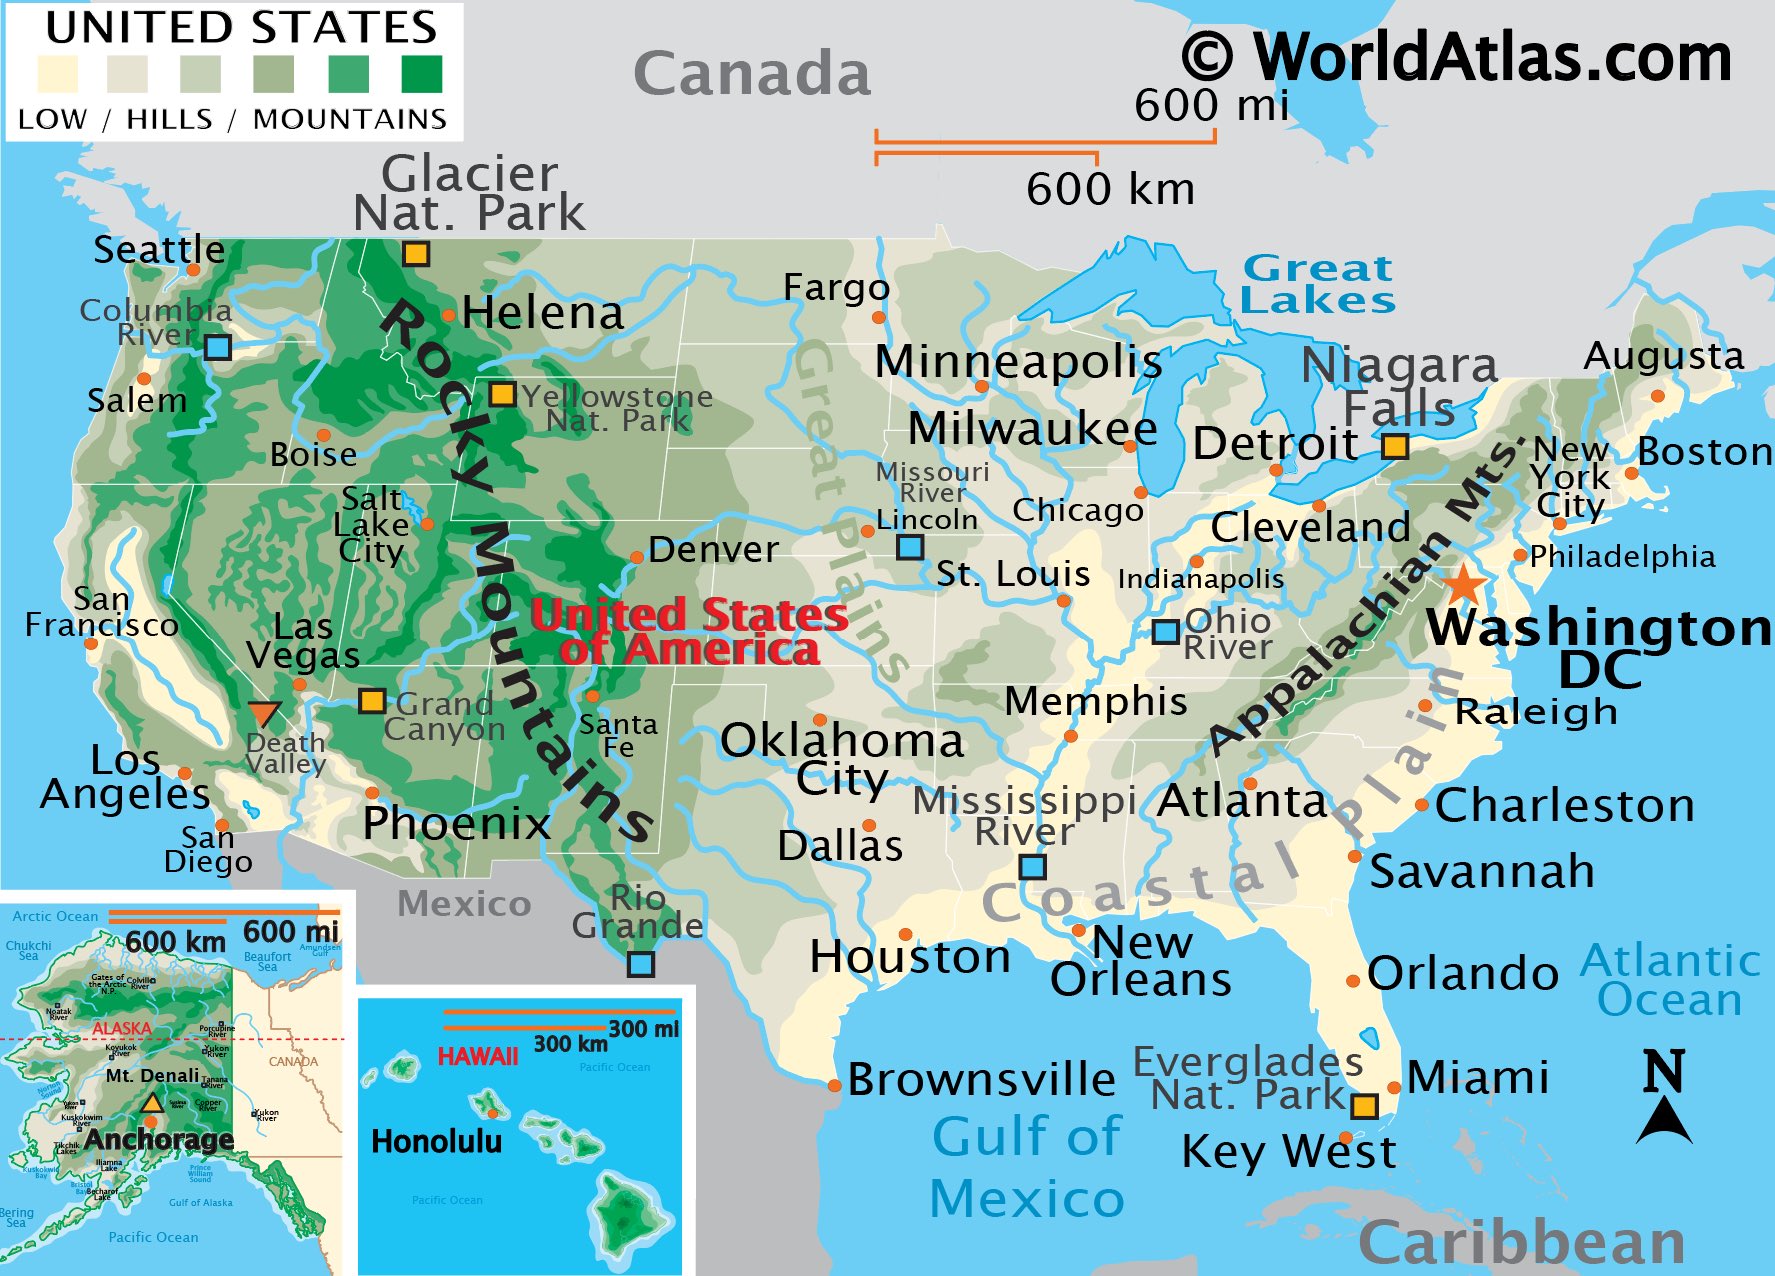 UNITED STATES
LOW / HILLS / MOUNTAINS
Canada
© WorldAtlas.com
600 mi
600 km
Glacier
Nat. Park
Seattle
Columbia
River
Salem
Helena
Rocky Mountains
Yellowstone
Nat. Park
Boise
Salt
Lake
City
Fargo
Great
Lakes
Minneapolis
Milwaukee
Niagara
Falls
Detroit
Augusta
Boston
New
York
City
Missouri
River
Lincoln
Chicago
Cleveland
Great Plains
Denver
St. Louis
Indianapolis
Philadelphia
Appalachian Mts.
United States
of America
Ohio
River
Washington
DC
San
Francisco
Las
Vegas
Grand
Canyon
Death
Valley
Santa
Fe
Memphis
Raleigh
Los
Angeles
Oklahoma
City
Mississippi
River
Atlanta
Charleston
Phoenix
San
Diego
Dallas
Savannah
Coastal Plain
Mexico
Rio
Grande
Houston
New
Orleans
Orlando
Atlantic
Ocean
Brownsville
Everglades
Nat. Park
Miami
Key West
Gulf of
Mexico
N
Caribbean
Arctic Ocean
600 km
600 mi
Chukchi
Sea
Beaufort
Sea
Amundsen
Gulf
Gates of
the Arctic
N.P.
Colville
River
Noatak
River
ALASKA
Porcupine
River
Koyukok
River
Yukon
River
CANADA
Mt. Denali
Tanana
River
Norton
Sound
Yukon
River
Susitna
River
Copper
River
Yukon
River
Kuskokwim
River
Anchorage
Tikchik
Lakes
Iliamna
Lake
Kuskokwim
Bay
Bristol
Bay
Becharof
Lake
Prince
William
Sound
Gulf of Alaska
Bering
Sea
Pacific Ocean
300 mi
300 km
HAWAII
Pacific Ocean
Honolulu
Pacific Ocean